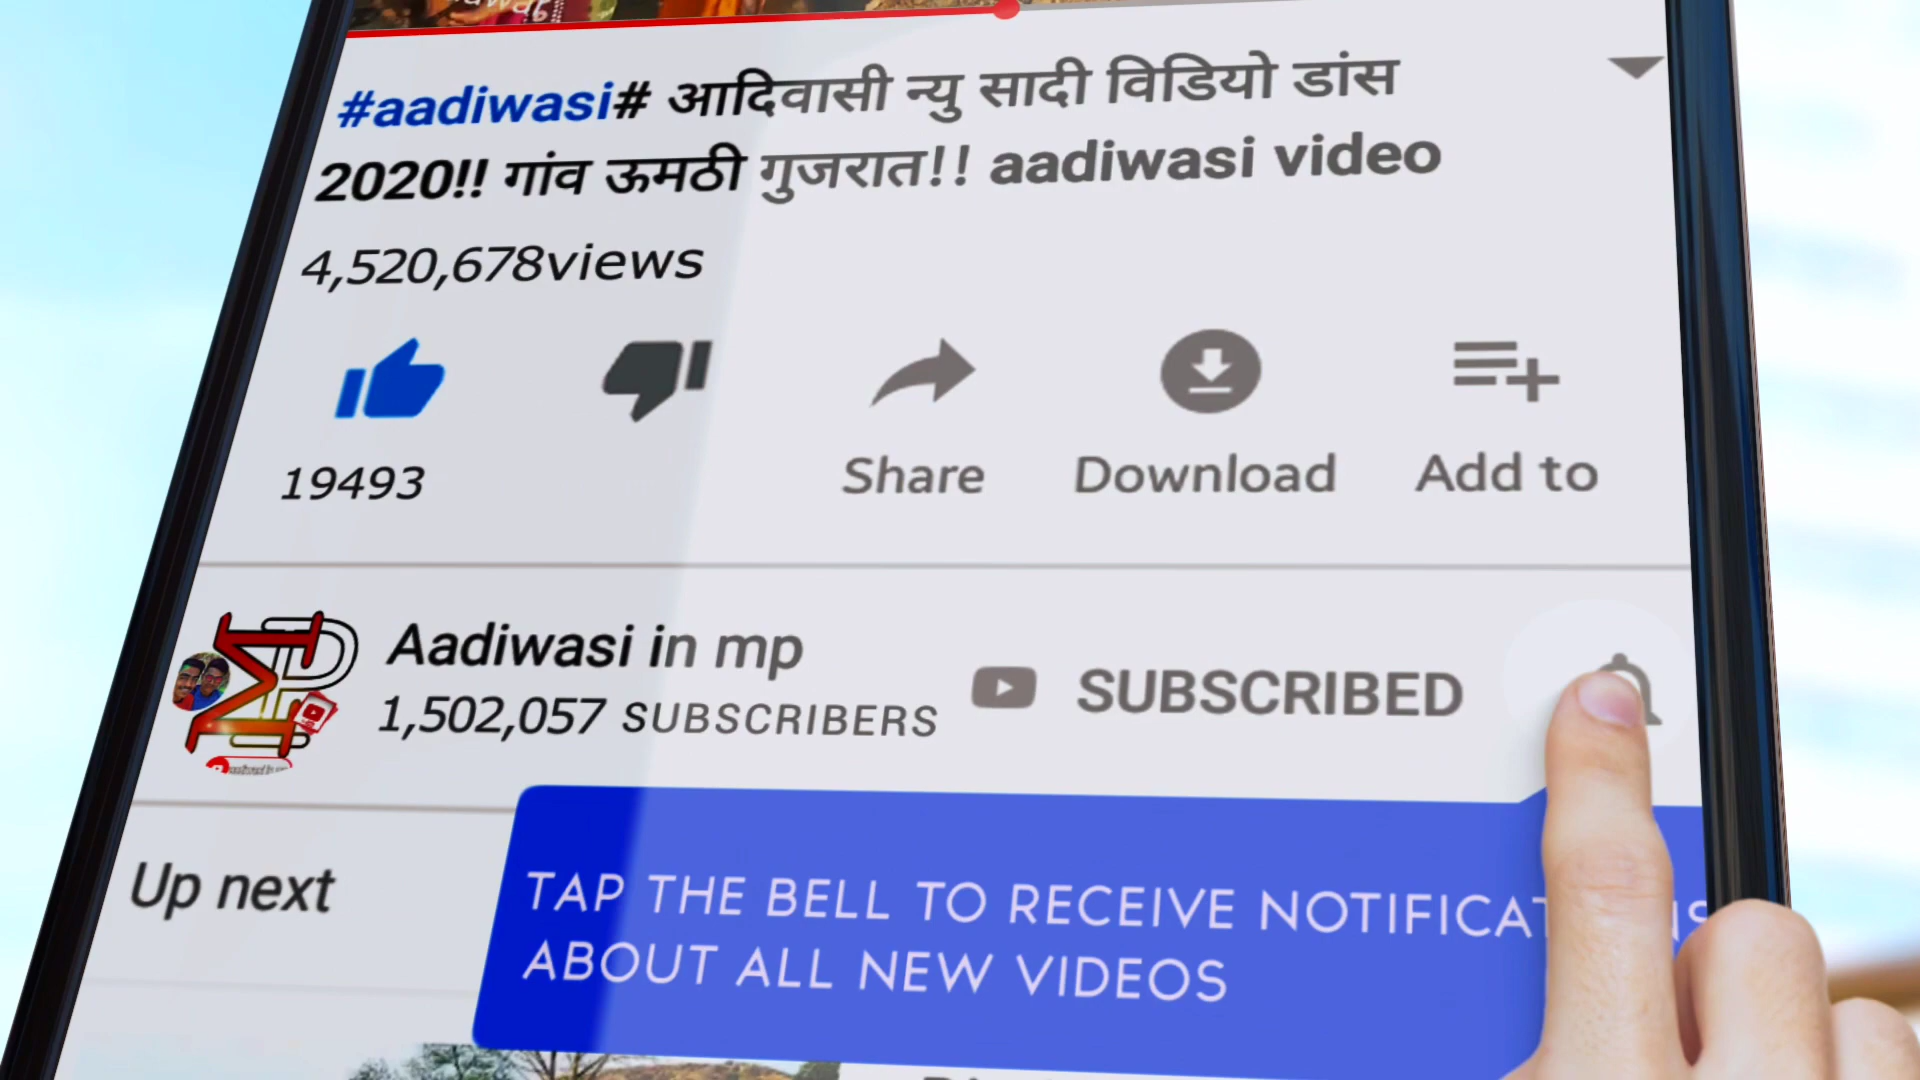 #aadiwasi# आदिवासी न्यु सादी विडियो डांस
2020!! गांव ऊमठी गुजरात!! aadiwasi video
4,520,678views
19493
Share
Download
Add to
Aadiwasi in mp
1,502,057 SUBSCRIBERS
SUBSCRIBED
Up next
TAP THE BELL TO RECEIVE
ABOUT ALL NEW VIDEOS